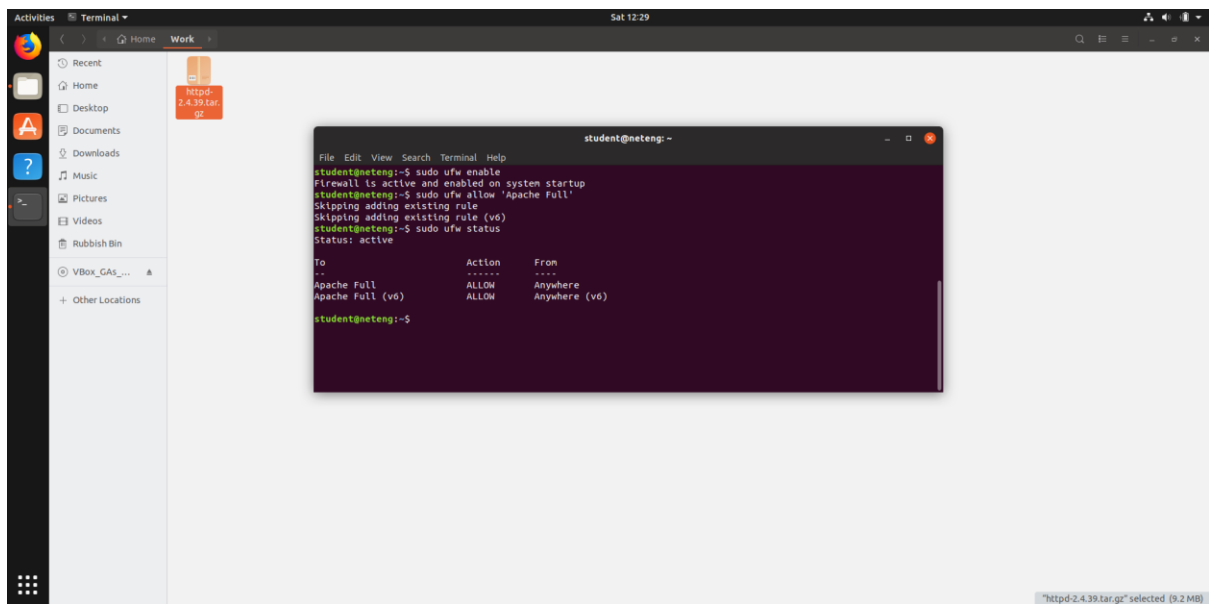 Activities Terminal Sat 12:29
Home Work
Recent
Home
Desktop
Documents
Downloads
Music
Pictures
Videos
Rubbish Bin
VBox_GAs_...
+ Other Locations
httpd-
2.4.39.tar.
gz
student@neteng: ~
File Edit View Search Terminal Help
student@neteng:~$ sudo ufw enable
Firewall is active and enabled on system startup
student@neteng:~$ sudo ufw allow 'Apache Full'
Skipping adding existing rule
Skipping adding existing rule (v6)
student@neteng:~$ sudo ufw status
Status: active
To Action From
-- ------ ----
Apache Full ALLOW Anywhere
Apache Full (v6) ALLOW Anywhere (v6)
student@neteng:~$
"httpd-2.4.39.tar.gz" selected (9.2 MB)